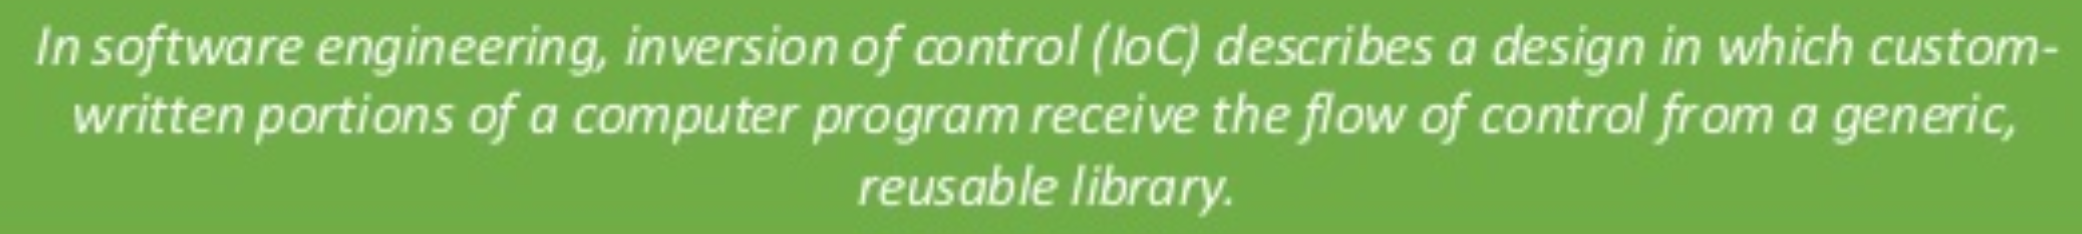 In software engineering, inversion of control (IoC) describes a design in which custom-
written portions of a computer program receive the flow of control from a generic,
reusable library.